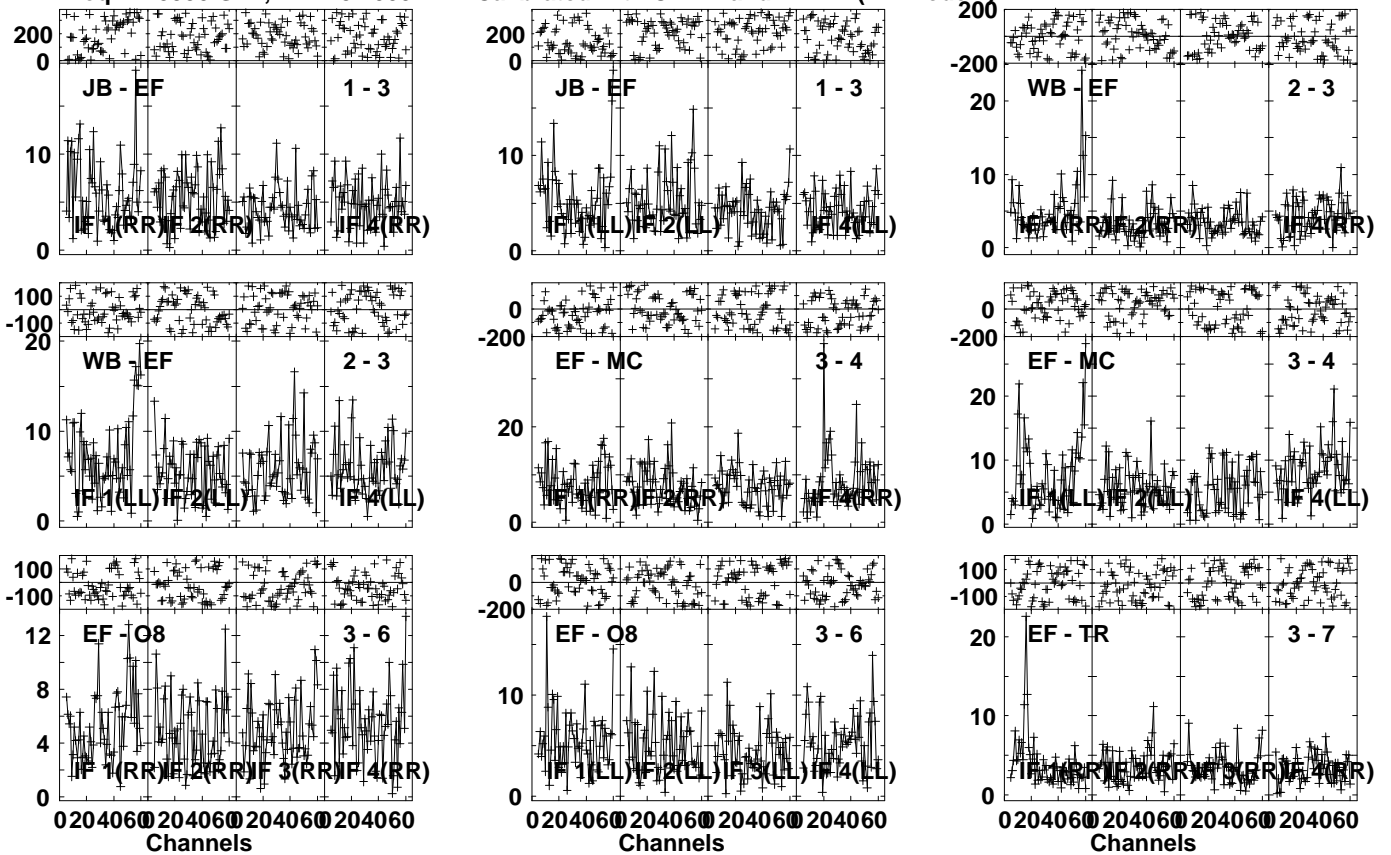 200
0
JB - EF 1 - 3
10
0
IF 1(RR) IF 2(RR) IF 4(RR)
200
0
JB - EF 1 - 3
10
0
IF 1(LL) IF 2(LL) IF 4(LL)
200
-200
WB - EF 2 - 3
20
10
0
IF 1(RR) IF 2(RR) IF 4(RR)
100
-100
20
WB - EF 2 - 3
10
0
IF 1(LL) IF 2(LL) IF 4(LL)
0
-200
EF - MC 3 - 4
20
0
IF 1(RR) IF 2(RR) IF 4(RR)
0
-200
EF - MC 3 - 4
20
10
0
IF 1(LL) IF 2(LL) IF 4(LL)
100
-100
EF - O8 3 - 6
12
8
4
0
IF 1(RR) IF 2(RR) IF 3(RR) IF 4(RR)
0 20 40 60 0 20 40 60 0 20 40 60 0 20 40 60
Channels
0
-200
EF - O8 3 - 6
10
0
IF 1(LL) IF 2(LL) IF 3(LL) IF 4(LL)
0 20 40 60 0 20 40 60 0 20 40 60 0 20 40 60
Channels
100
-100
EF - TR 3 - 7
20
10
0
IF 1(RR) IF 2(RR) IF 3(RR) IF 4(RR)
0 20 40 60 0 20 40 60 0 20 40 60 0 20 40 60
Channels